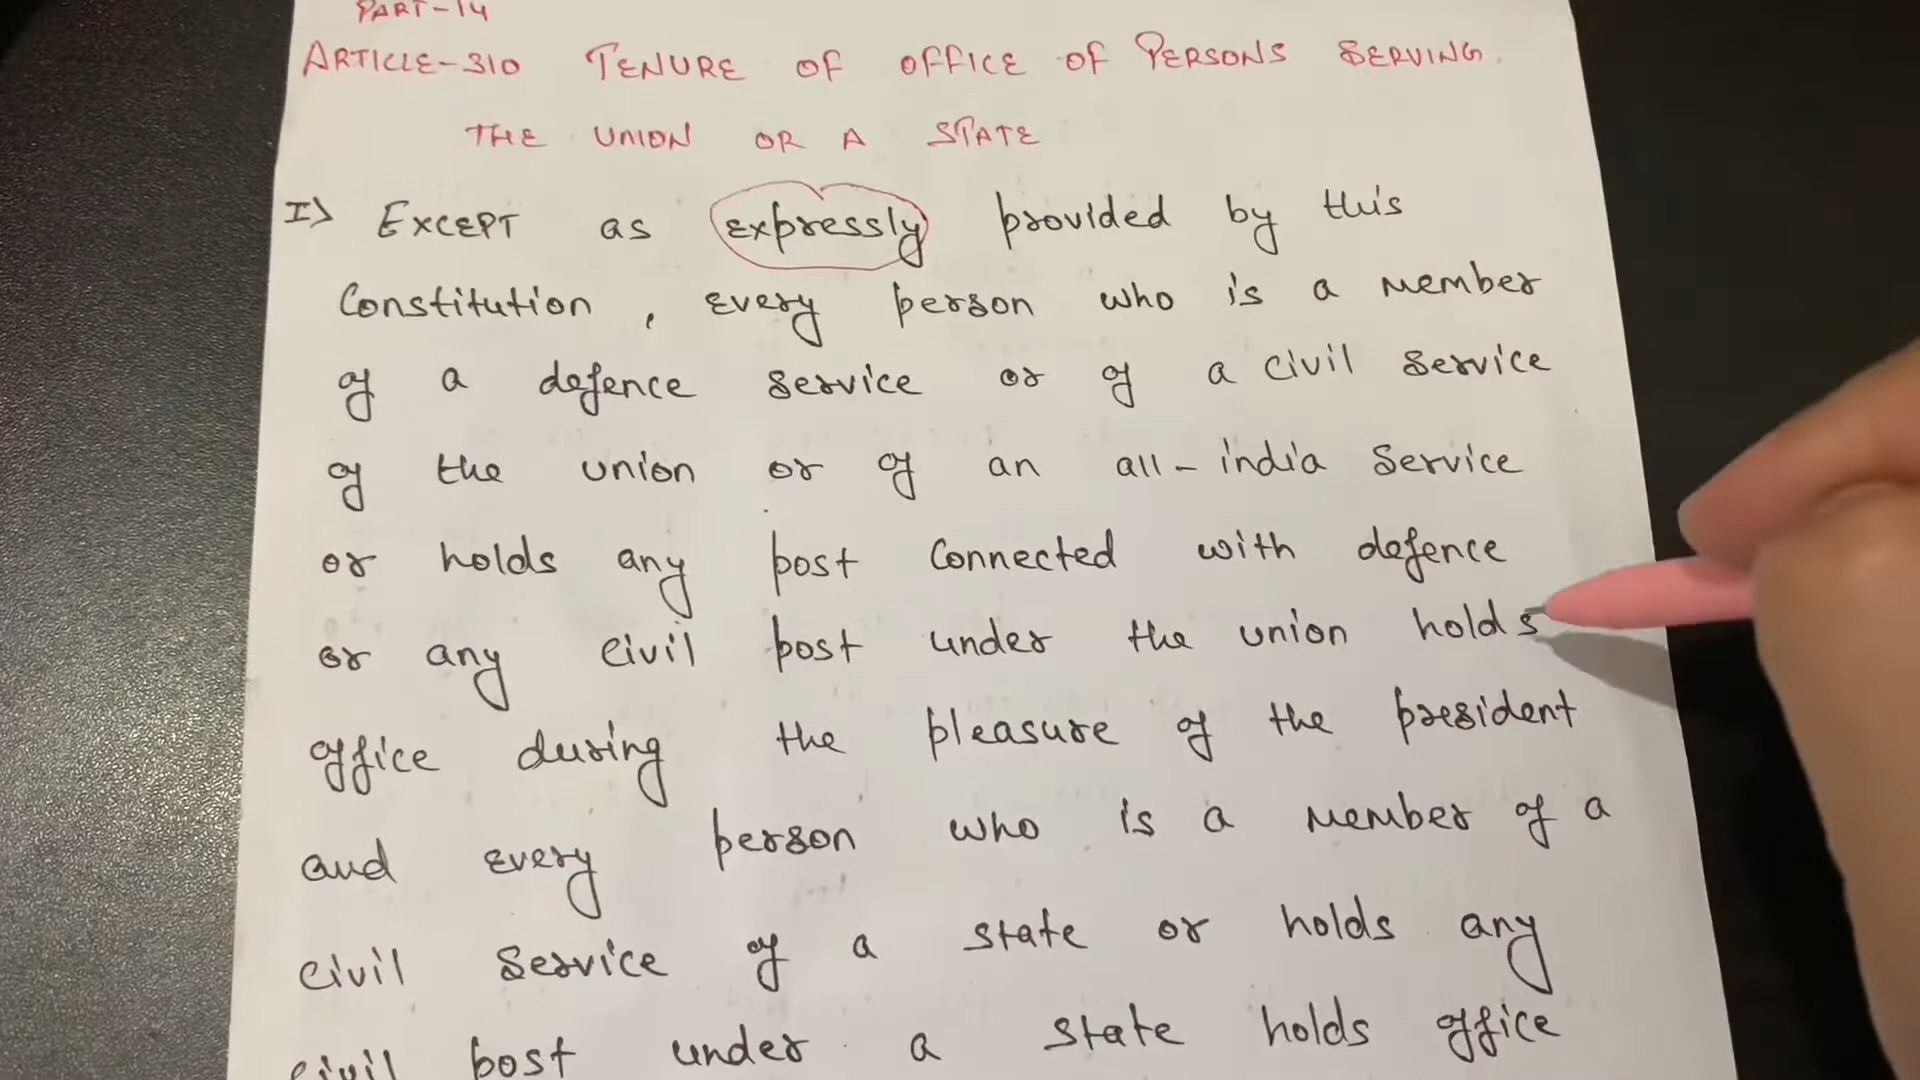 PART-14
ARTICLE-310 TENURE OF OFFICE OF PERSONS SERVING
THE UNION OR A STATE
I) EXCEPT as expressly provided by this
Constitution, every person who is a member
of a defence service or of a civil service
of the union or of an all-india service
or holds any post connected with defence
or any civil post under the union holds
office during the pleasure of the president
and every person who is a member of a
civil service of a state or holds any
civil post under a state holds office